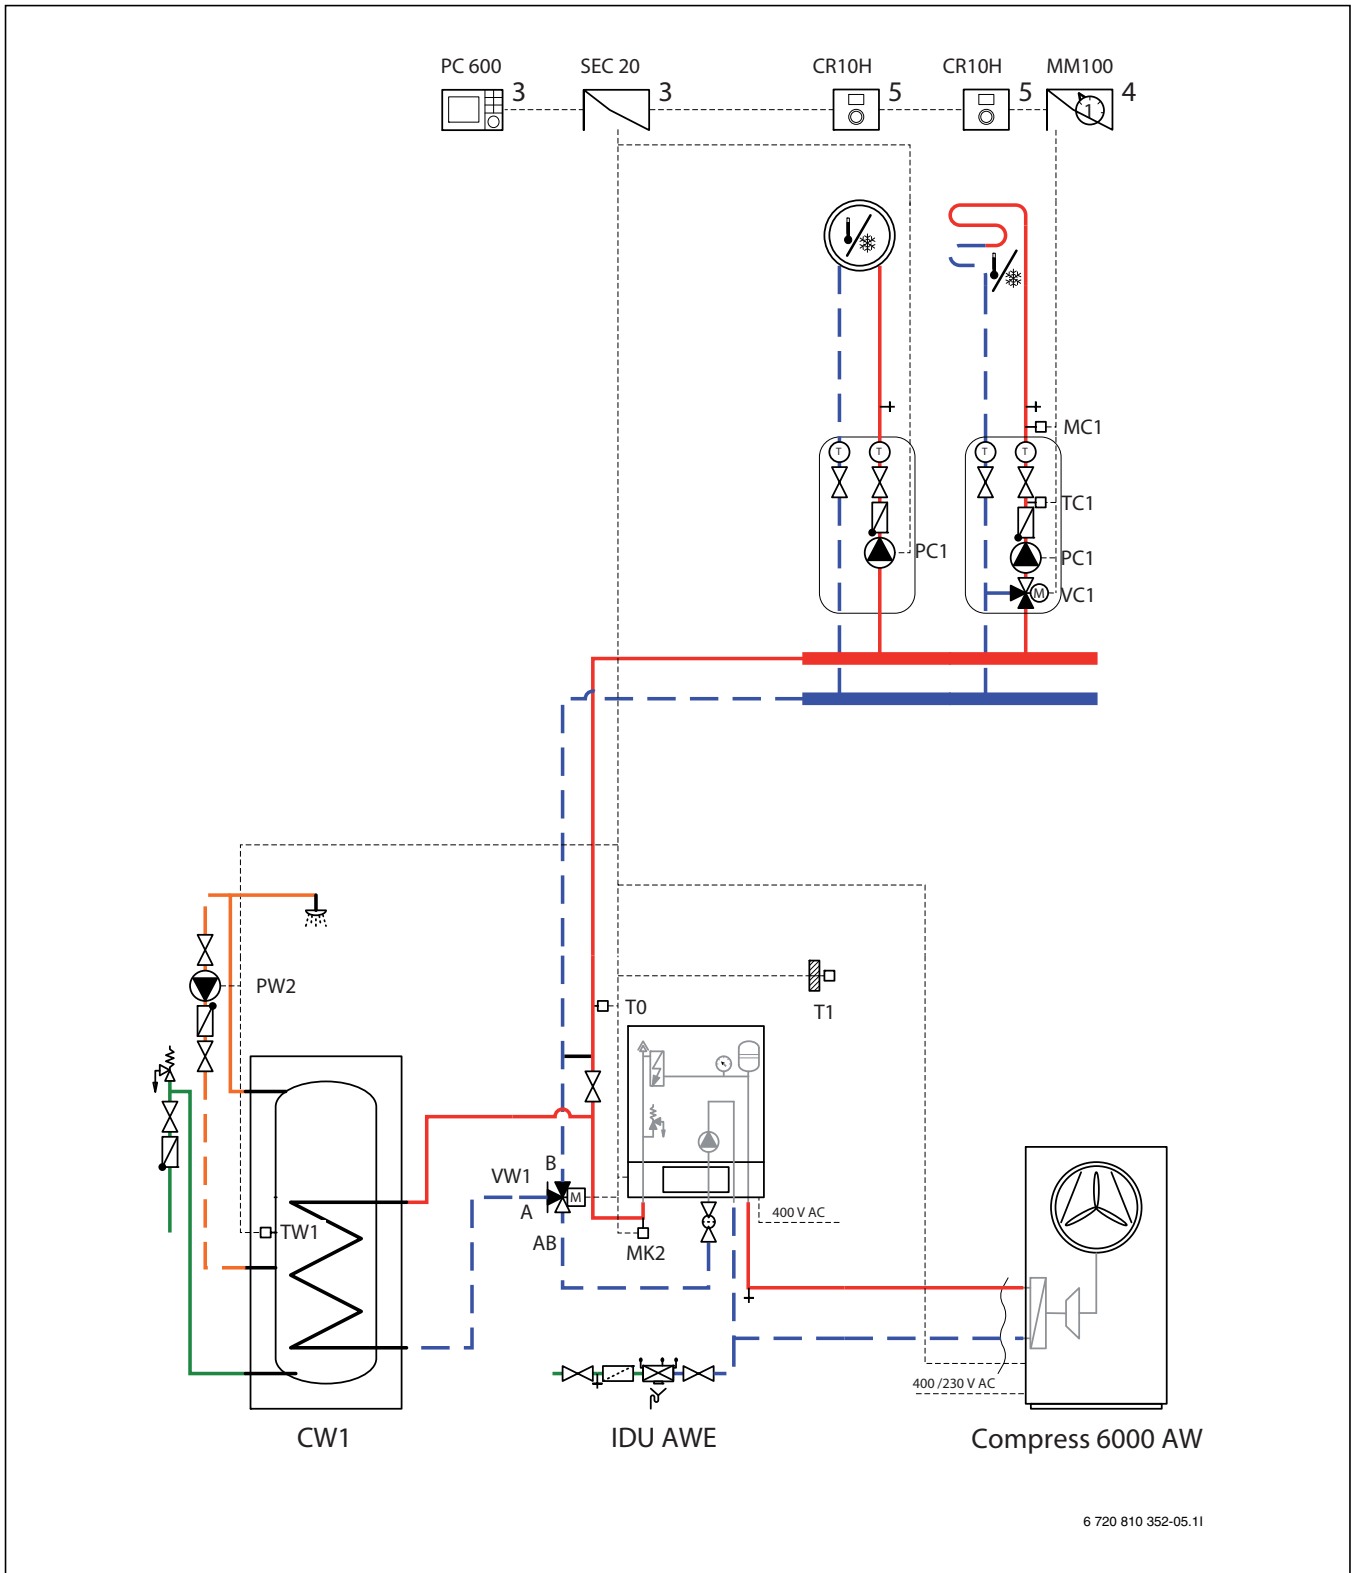 PC 600
SEC 20
CR10H
CR10H
MM100
3
3
5
5
4
1
MC1
T
T
T
T
TC1
PC1
PC1
M
VC1
PW2
T0
T1
B
VW1
M
A
AB
TW1
MK2
400 V AC
400 /230 V AC
CW1
IDU AWE
Compress 6000 AW
6 720 810 352-05.1I